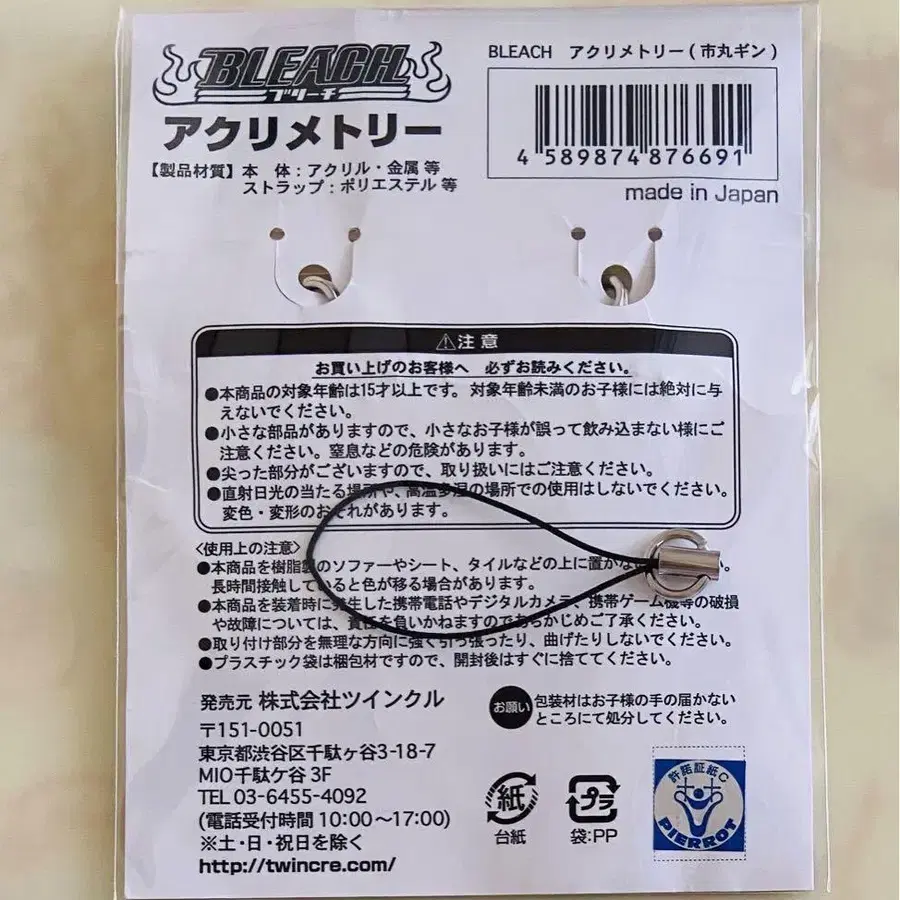 BLEACH
ブリーチ
アクリメトリー
【製品材質】本　体：アクリル・金属 等
ストラップ：ポリエステル 等
BLEACH　アクリメトリー(市丸ギン)
4 589874 876691
made in Japan
⚠注 意
お買い上げのお客様へ　必ずお読みください。
●本商品の対象年齢は15才以上です。対象年齢未満のお子様には絶対に与
えないでください。
●小さな部品がありますので、小さなお子様が誤って飲み込まない様にご
注意ください。窒息などの危険があります。
●尖った部分がございますので、取り扱いにはご注意ください。
●直射日光の当たる場所や、高温多湿の場所での使用はしないでください。
変色・変形のおそれがあります。
〈使用上の注意〉
●本商品を樹脂製のソファーやシート、タイルなどの上に置かな い。
長時間接触していると色が移る場合があります。
●本商品を装着時に発生した携帯電話やデジタルカメラ、携帯ゲーム機等の破損
や故障については、責任を負いかねますのであらかじめご了承ください。
●取り付け部分を無理な方向に強く引っ張ったり、曲げたりしないでください。
●プラスチック袋は梱包材ですので、開封後はすぐに捨ててください。
発売元 株式会社ツインクル
〒151-0051
東京都渋谷区千駄ヶ谷3-18-7
MIO千駄ケ谷 3F
TEL 03-6455-4092
(電話受付時間 10:00～17:00)
※土・日・祝日を除く
http://twincre.com/
お願い
包装材はお子様の手の届かない
ところにて処分してください。
紙
台紙
プラ
袋:PP
許諾証紙C
PIERROT